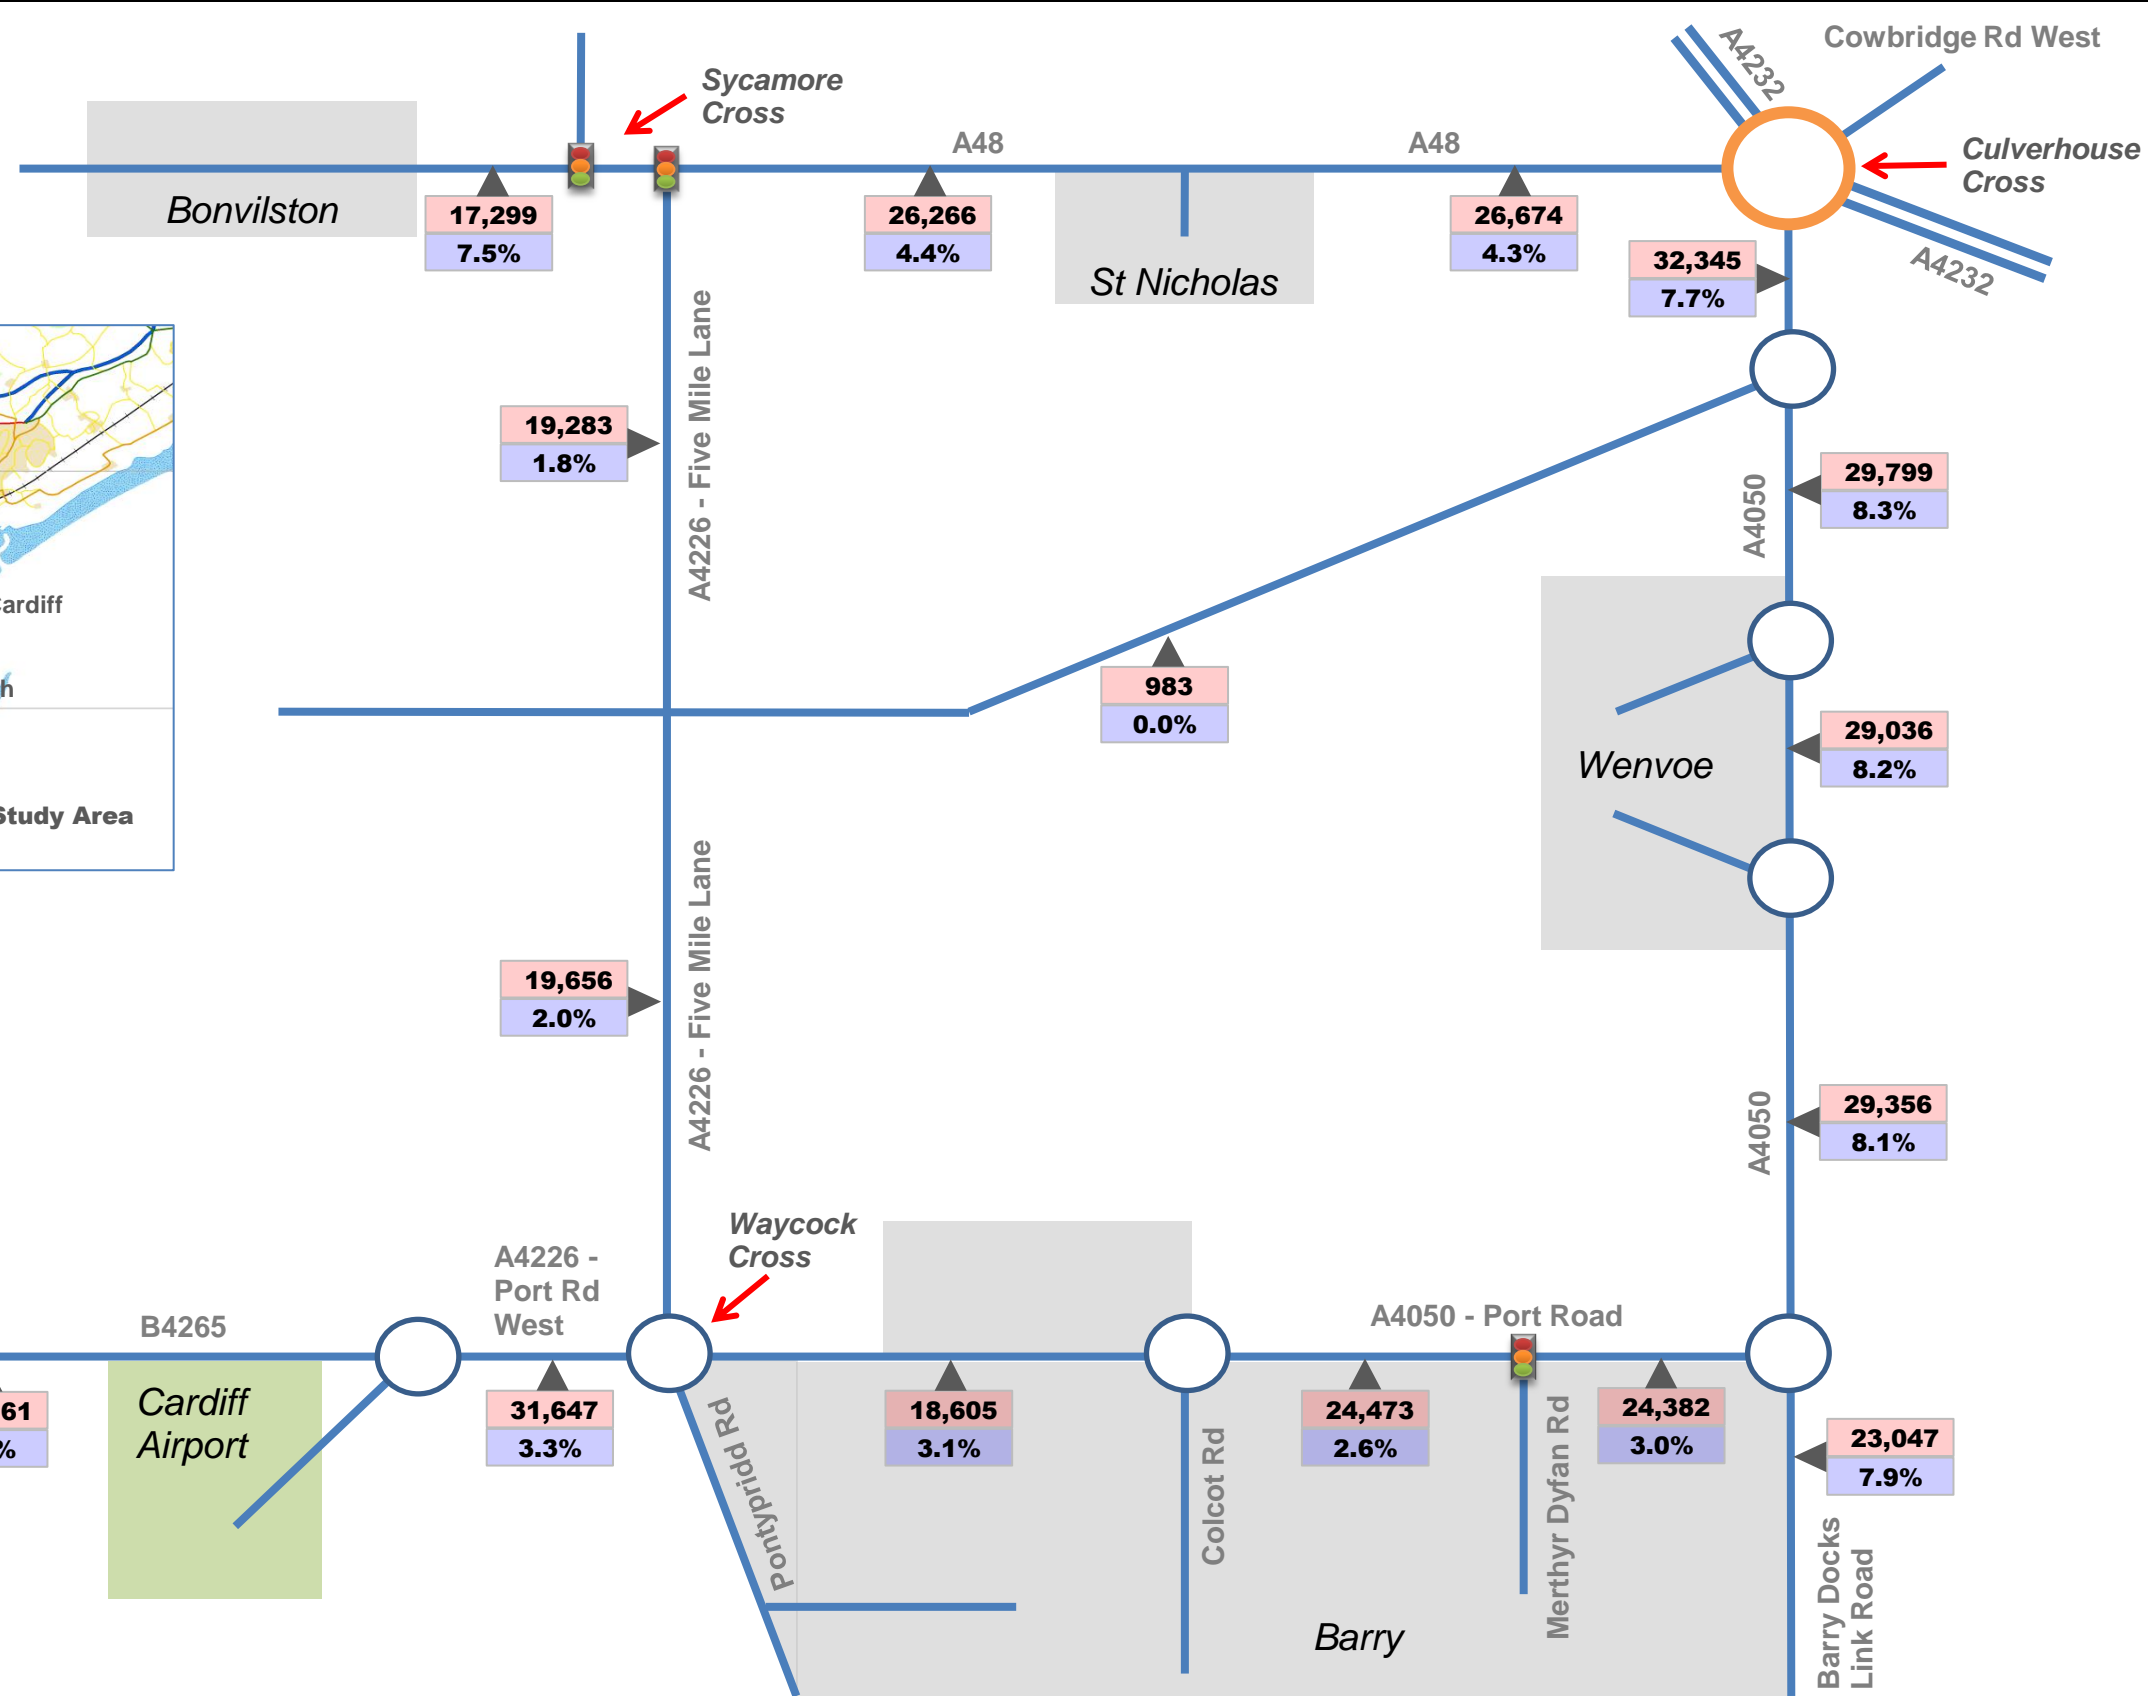 Cowbridge Rd West
A4232
Sycamore
Cross
A48
A48
Culverhouse
Cross
Bonvilston
17,299
7.5%
26,266
4.4%
26,674
4.3%
A4232
St Nicholas
32,345
7.7%
A4226 - Five Mile Lane
19,283
1.8%
A4050
29,799
8.3%
ardiff
h
983
0.0%
Wenvoe
29,036
8.2%
Study Area
A4226 - Five Mile Lane
19,656
2.0%
A4050
29,356
8.1%
Waycock
Cross
A4226 -
Port Rd
West
B4265
A4050 - Port Road
Cardiff
Airport
61
%
31,647
3.3%
Pontypridd Rd
18,605
3.1%
Colcot Rd
24,473
2.6%
Merthyr Dyfan Rd
24,382
3.0%
23,047
7.9%
Barry Docks
Link Road
Barry